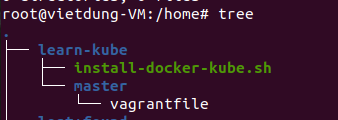 root@vietdung-VM:/home# tree
.
├── learn-kube
│   ├── install-docker-kube.sh
│   └── master
│       └── vagrantfile